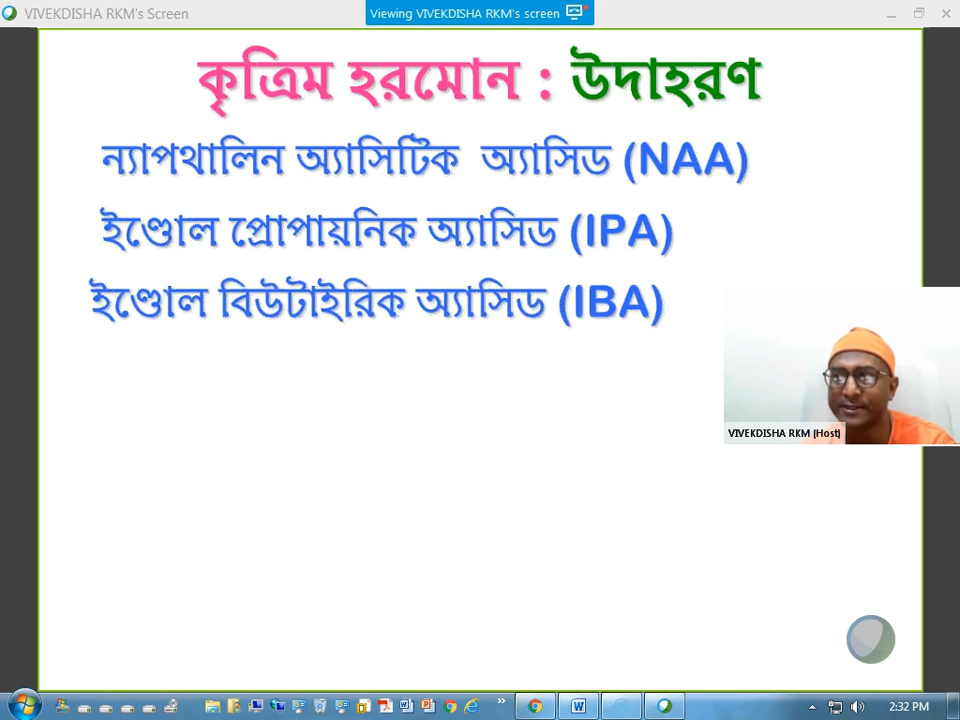 VIVEKDISHA RKM's Screen
Viewing VIVEKDISHA RKM's screen
কৃত্রিম হরমোন : উদাহরণ
ন্যাপথালিন অ্যাসিটিক অ্যাসিড (NAA)
ইণ্ডোল প্রোপায়নিক অ্যাসিড (IPA)
ইণ্ডোল বিউটাইরিক অ্যাসিড (IBA)
VIVEKDISHA RKM (Host)
2:32 PM